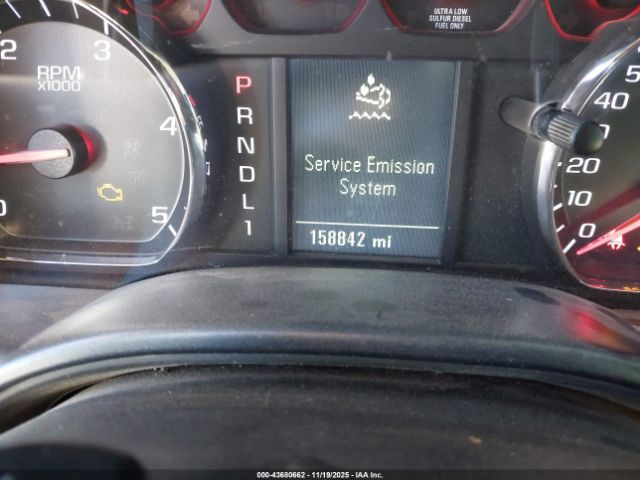 ULTRA LOW
SULFUR DIESEL
FUEL ONLY
2
3
4
5
0
RPM
X1000
P
R
N
D
L
1
Service Emission
System
158842 mi
50
40
20
10
0
000-43680662 - 11/19/2025 - IAA Inc.